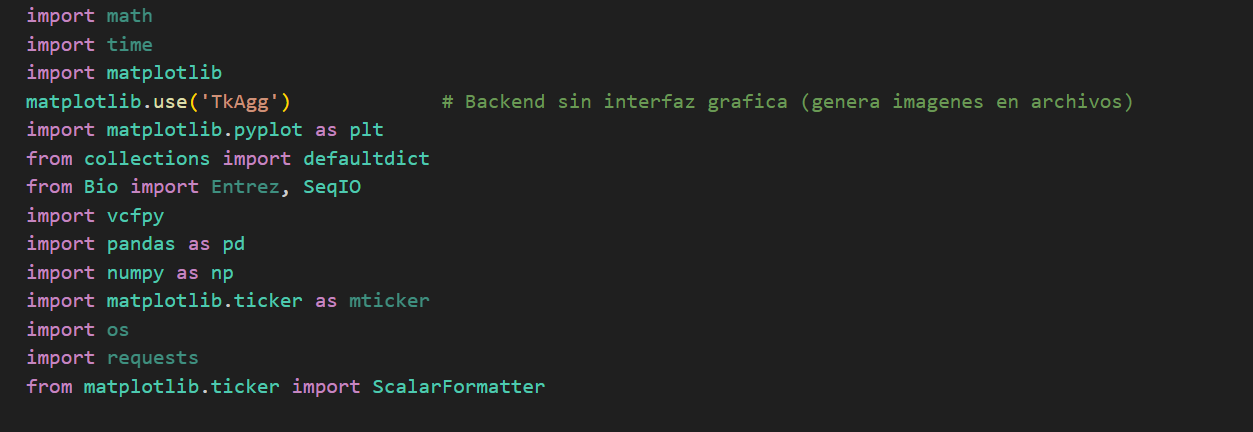 import math
import time
import matplotlib
matplotlib.use('TkAgg') # Backend sin interfaz grafica (genera imagenes en archivos)
import matplotlib.pyplot as plt
from collections import defaultdict
from Bio import Entrez, SeqIO
import vcfpy
import pandas as pd
import numpy as np
import matplotlib.ticker as mticker
import os
import requests
from matplotlib.ticker import ScalarFormatter